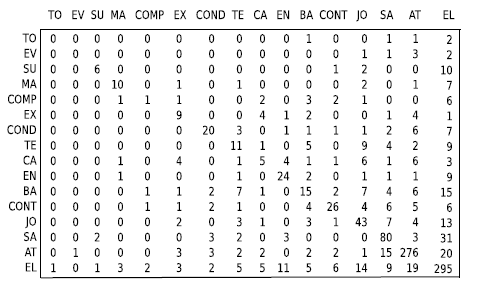 TO EV SU MA COMP EX COND TE CA EN BA CONT JO SA AT EL
TO 0 0 0 0 0 0 0 0 0 0 1 0 0 1 1 2
EV 0 0 0 0 0 0 0 0 0 0 0 0 1 1 3 2
SU 0 0 6 0 0 0 0 0 0 0 0 1 2 0 0 10
MA 0 0 0 10 0 1 0 1 0 0 0 0 2 0 1 7
COMP 0 0 0 1 1 1 0 0 2 0 3 2 1 0 0 6
EX 0 0 0 0 0 9 0 0 4 1 2 0 0 1 4 1
COND 0 0 0 0 0 0 20 3 0 1 1 1 1 2 6 7
TE 0 0 0 0 0 0 0 11 1 0 5 0 9 4 2 9
CA 0 0 0 1 0 4 0 1 5 4 1 1 6 1 6 3
EN 0 0 0 1 0 0 0 1 0 24 2 0 1 1 1 9
BA 0 0 0 0 1 1 2 7 1 0 15 2 7 4 6 15
CONT 0 0 0 0 1 1 2 1 0 0 4 26 4 6 5 6
JO 0 0 0 0 0 2 0 3 1 0 3 1 43 7 4 13
SA 0 0 2 0 0 0 3 2 0 3 0 0 0 80 3 31
AT 0 1 0 0 0 3 3 2 2 0 2 2 1 15 276 20
EL 1 0 1 3 2 3 2 5 5 11 5 6 14 9 19 295